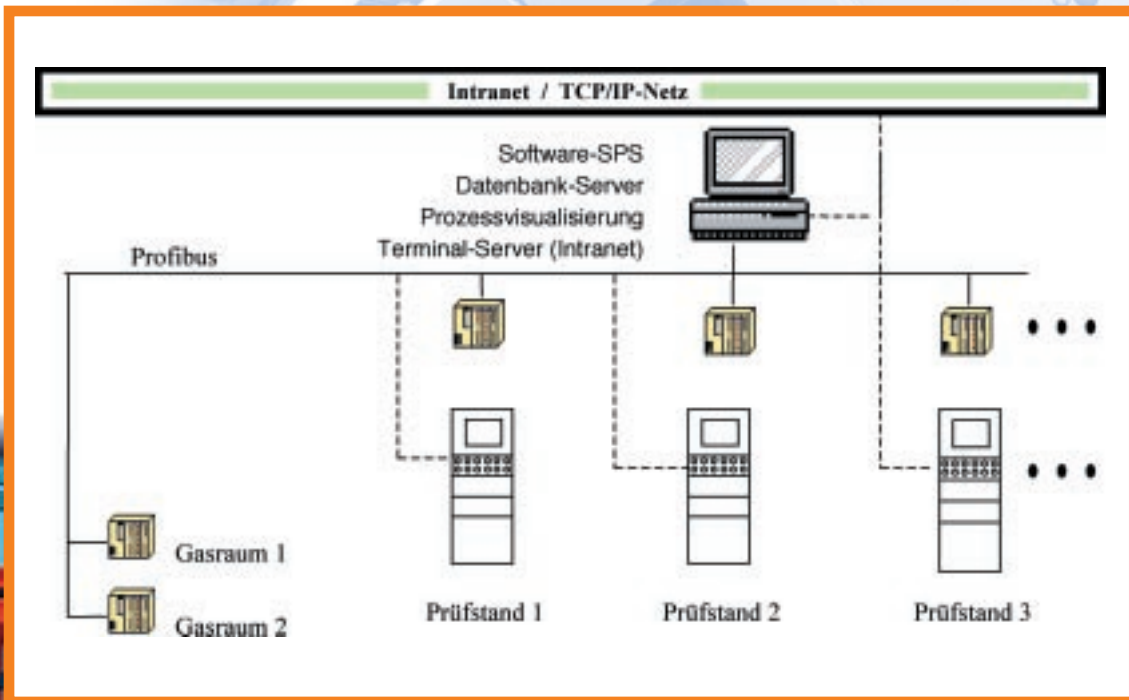 Intranet / TCP/IP-Netz
Software-SPS
Datenbank-Server
Prozessvisualisierung
Terminal-Server (Intranet)
Profibus
Gasraum 1
Gasraum 2
Prüfstand 1
Prüfstand 2
Prüfstand 3